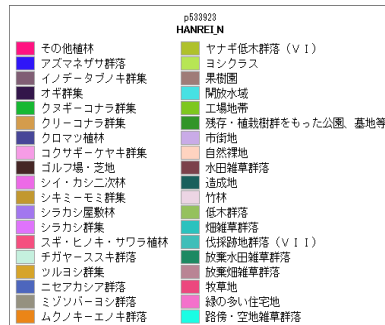 p533923
HANREI_N
その他植林
アズマネザサ群落
イノデータブノキ群集
オギ群集
クヌギーコナラ群集
クリーコナラ群集
クロマツ植林
コクサギーケヤキ群集
ゴルフ場・芝地
シイ・カシ二次林
シキミーモミ群集
シラカシ屋敷林
シラカシ群集
スギ・ヒノキ・サワラ植林
チガヤーススキ群落
ツルヨシ群集
ニセアカシア群落
ミゾソバーヨシ群落
ムクノキーエノキ群落
ヤナギ低木群落（ＶＩ）
ヨシクラス
果樹園
開放水域
工場地帯
残存・植栽樹群をもった公園、墓地等
市街地
自然裸地
水田雑草群落
造成地
竹林
低木群落
畑雑草群落
伐採跡地群落（ＶＩＩ）
放棄水田雑草群落
放棄畑雑草群落
牧草地
緑の多い住宅地
路傍・空地雑草群落